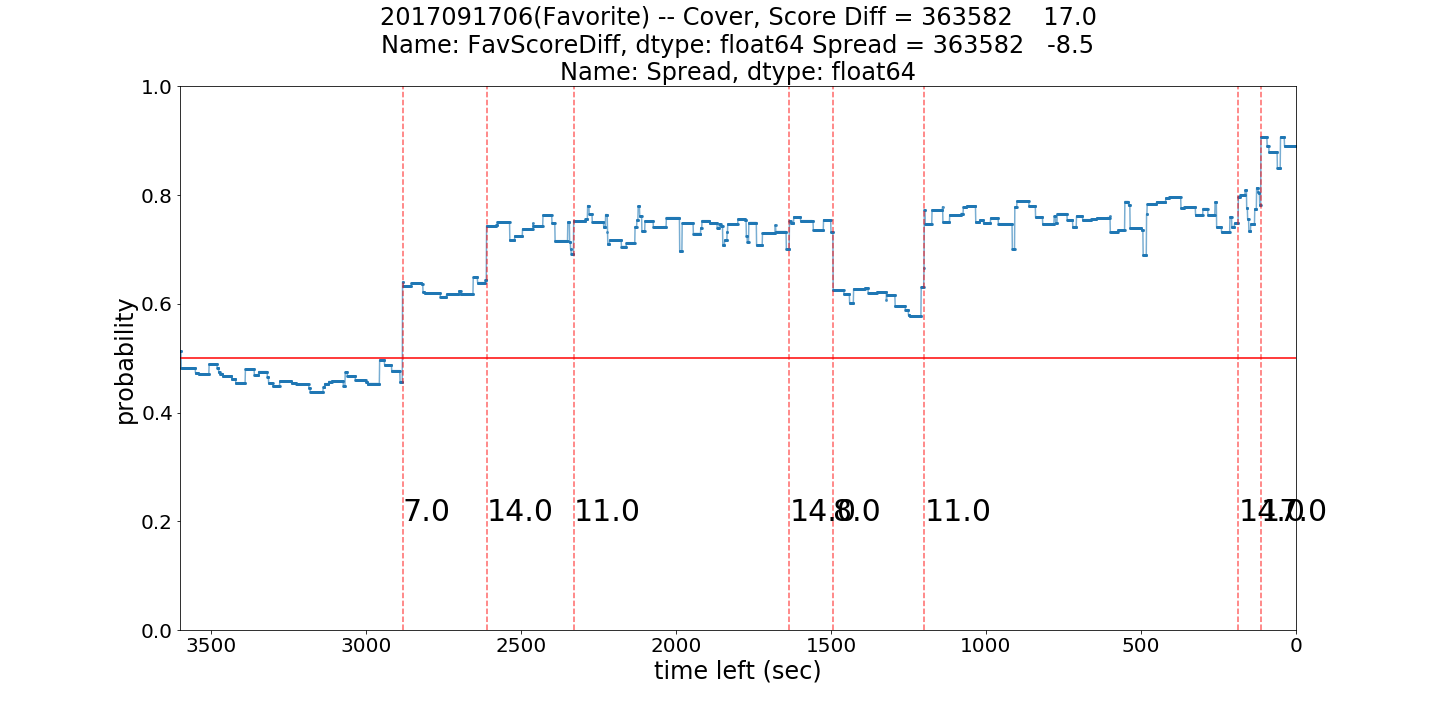 2017091706(Favorite) -- Cover, Score Diff = 363582    17.0
Name: FavScoreDiff, dtype: float64 Spread = 363582   -8.5
Name: Spread, dtype: float64
1.0
0.8
0.6
0.4
0.2
0.0
probability
7.0 14.0 11.0 14.0 8.0 11.0 14.0 17.0
3500 3000 2500 2000 1500 1000 500 0
time left (sec)